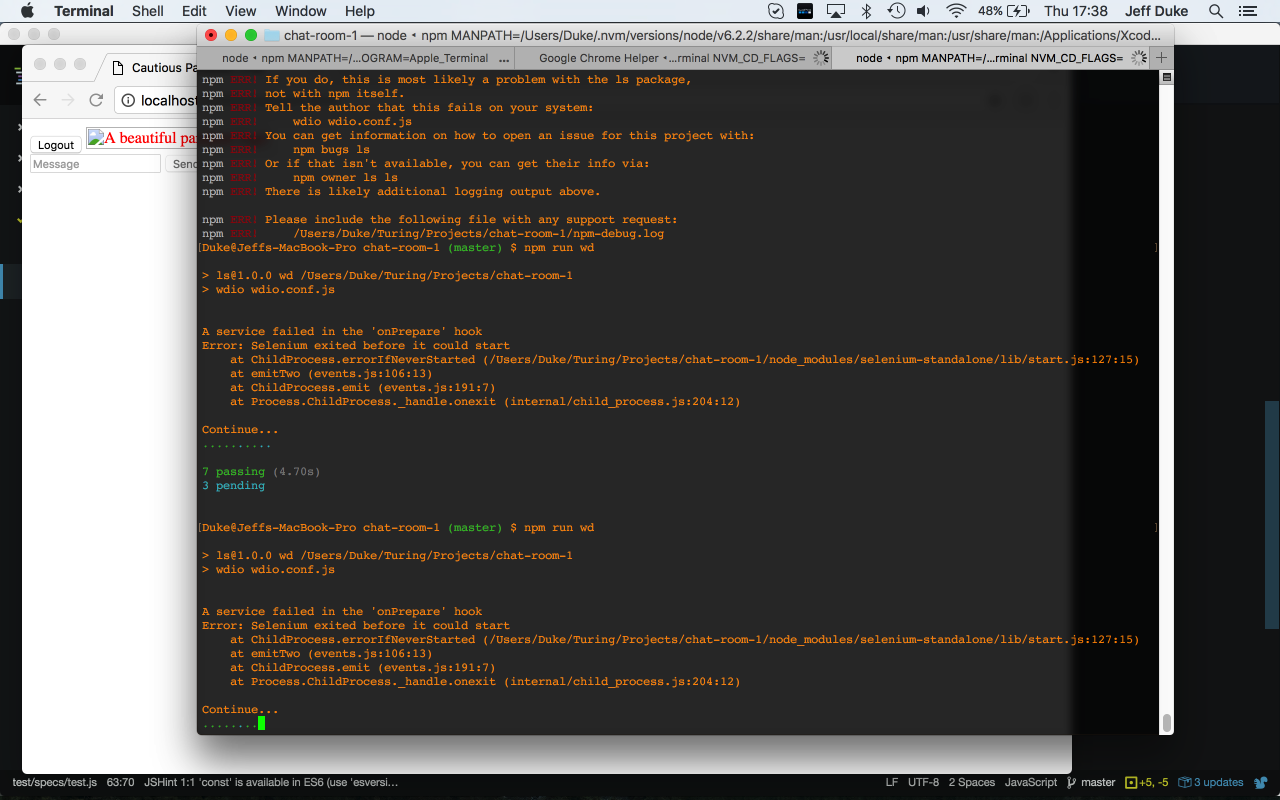 Terminal Shell Edit View Window Help 48% Thu 17:38 Jeff Duke
chat-room-1 — node ◂ npm MANPATH=/Users/Duke/.nvm/versions/node/v6.2.2/share/man:/usr/local/share/man:/usr/share/man:/Applications/Xcod…
node ◂ npm MANPATH=/…OGRAM=Apple_Terminal … Google Chrome Helper ◂…rminal NVM_CD_FLAGS= node ◂ npm MANPATH=/…rminal NVM_CD_FLAGS= +
Cautious Pa
localhost
Logout A beautiful pa
Message Send
npm ERR! If you do, this is most likely a problem with the ls package,
npm ERR! not with npm itself.
npm ERR! Tell the author that this fails on your system:
npm ERR!     wdio wdio.conf.js
npm ERR! You can get information on how to open an issue for this project with:
npm ERR!     npm bugs ls
npm ERR! Or if that isn't available, you can get their info via:
npm ERR!     npm owner ls ls
npm ERR! There is likely additional logging output above.
npm ERR! Please include the following file with any support request:
npm ERR!     /Users/Duke/Turing/Projects/chat-room-1/npm-debug.log
[Duke@Jeffs-MacBook-Pro chat-room-1 (master) $ npm run wd ]
> ls@1.0.0 wd /Users/Duke/Turing/Projects/chat-room-1
> wdio wdio.conf.js
A service failed in the 'onPrepare' hook
Error: Selenium exited before it could start
    at ChildProcess.errorIfNeverStarted (/Users/Duke/Turing/Projects/chat-room-1/node_modules/selenium-standalone/lib/start.js:127:15)
    at emitTwo (events.js:106:13)
    at ChildProcess.emit (events.js:191:7)
    at Process.ChildProcess._handle.onexit (internal/child_process.js:204:12)
Continue...
..........
7 passing (4.70s)
3 pending
[Duke@Jeffs-MacBook-Pro chat-room-1 (master) $ npm run wd ]
> ls@1.0.0 wd /Users/Duke/Turing/Projects/chat-room-1
> wdio wdio.conf.js
A service failed in the 'onPrepare' hook
Error: Selenium exited before it could start
    at ChildProcess.errorIfNeverStarted (/Users/Duke/Turing/Projects/chat-room-1/node_modules/selenium-standalone/lib/start.js:127:15)
    at emitTwo (events.js:106:13)
    at ChildProcess.emit (events.js:191:7)
    at Process.ChildProcess._handle.onexit (internal/child_process.js:204:12)
Continue...
........
test/specs/test.js 63:70 JSHint 1:1 'const' is available in ES6 (use 'esversi… LF UTF-8 2 Spaces JavaScript master +5, -5 3 updates